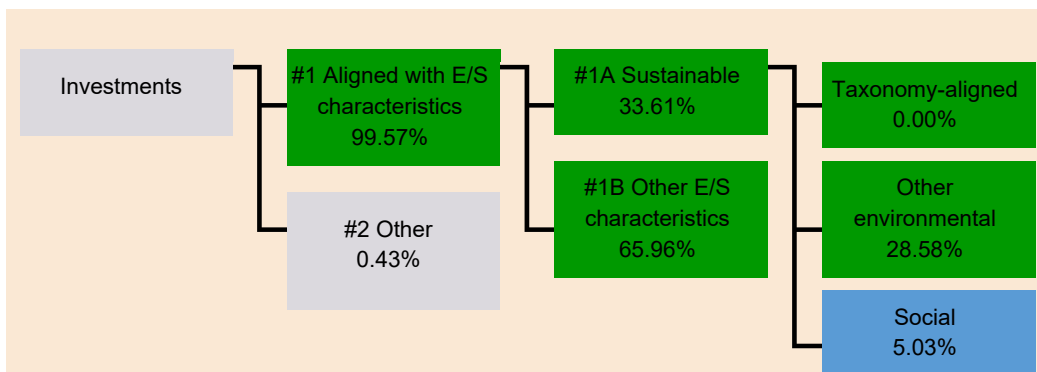 Investments
#1 Aligned with E/S
characteristics
99.57%
#2 Other
0.43%
#1A Sustainable
33.61%
#1B Other E/S
characteristics
65.96%
Taxonomy-aligned
0.00%
Other
environmental
28.58%
Social
5.03%